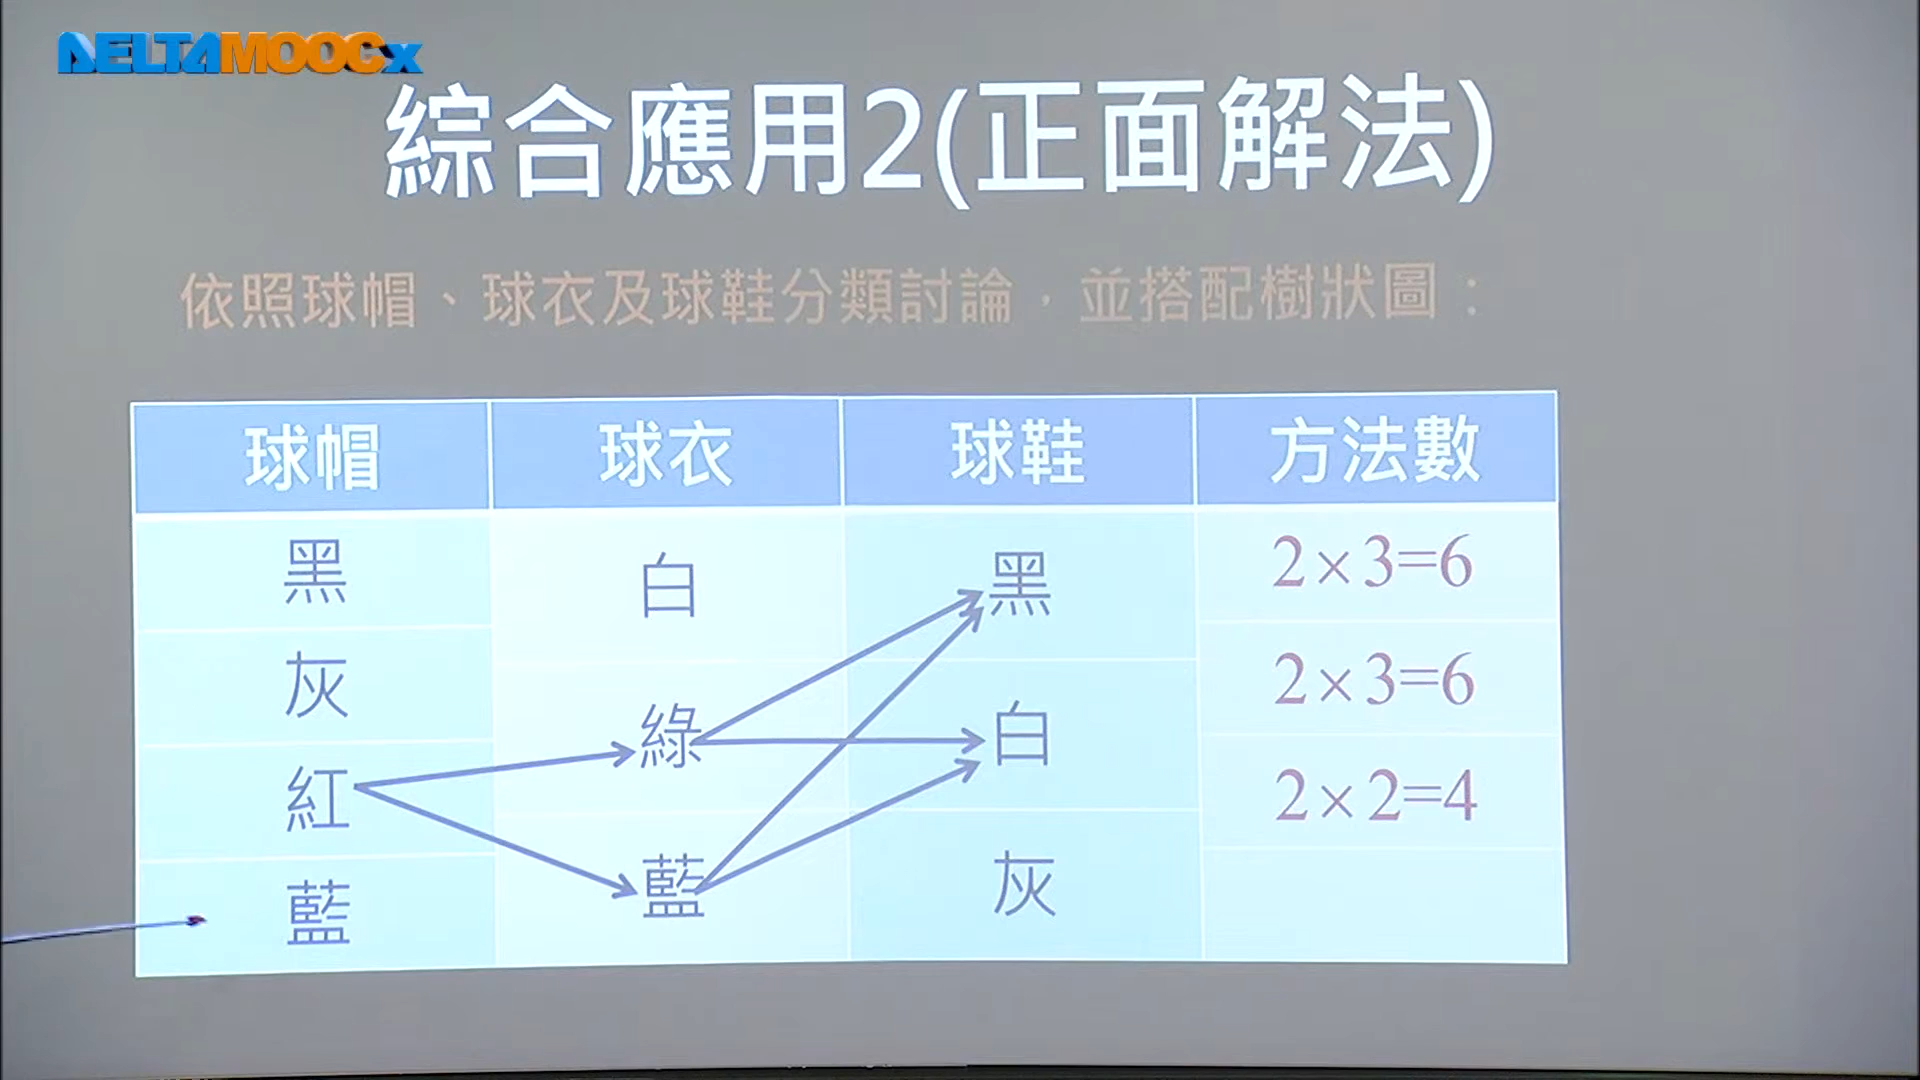 DELTAMOOCx
綜合應用2(正面解法)
依照球帽、球衣及球鞋分類討論，並搭配樹狀圖：
球帽 球衣 球鞋 方法數
黑 白 黑 2×3=6
灰 2×3=6
綠 白
紅 2×2=4
藍 藍 灰